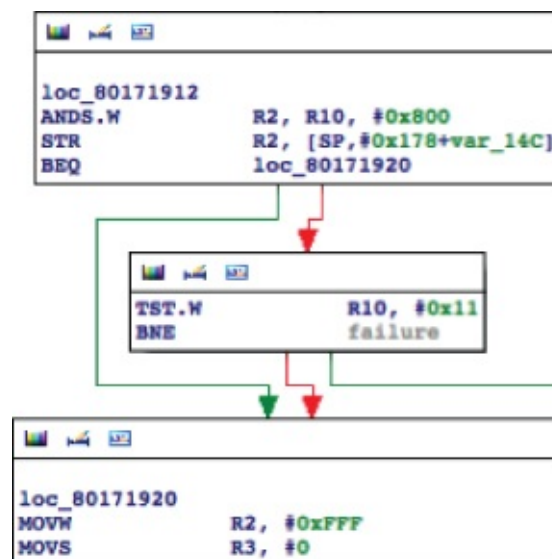 loc_80171912
ANDS.W R2, R10, #0x800
STR R2, [SP,#0x178+var_14C]
BEQ loc_80171920
TST.W R10, #0x11
BNE failure
loc_80171920
MOVW R2, #0xFFF
MOVS R3, #0